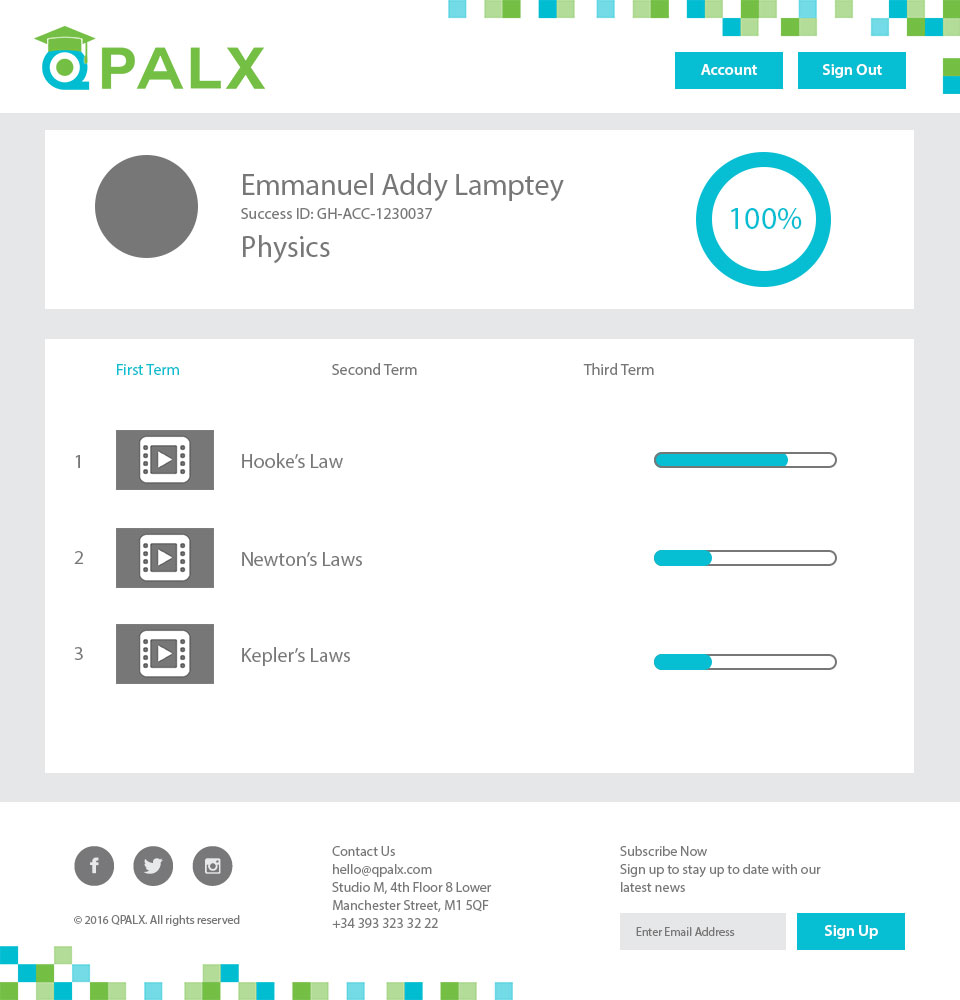 QPALX
Account
Sign Out
Emmanuel Addy Lamptey
Success ID: GH-ACC-1230037
Physics
100%
First Term
Second Term
Third Term
1
Hooke’s Law
2
Newton’s Laws
3
Kepler’s Laws
f
© 2016 QPALX. All rights reserved
Contact Us
hello@qpalx.com
Studio M, 4th Floor 8 Lower
Manchester Street, M1 5QF
+34 393 323 32 22
Subscribe Now
Sign up to stay up to date with our
latest news
Enter Email Address
Sign Up